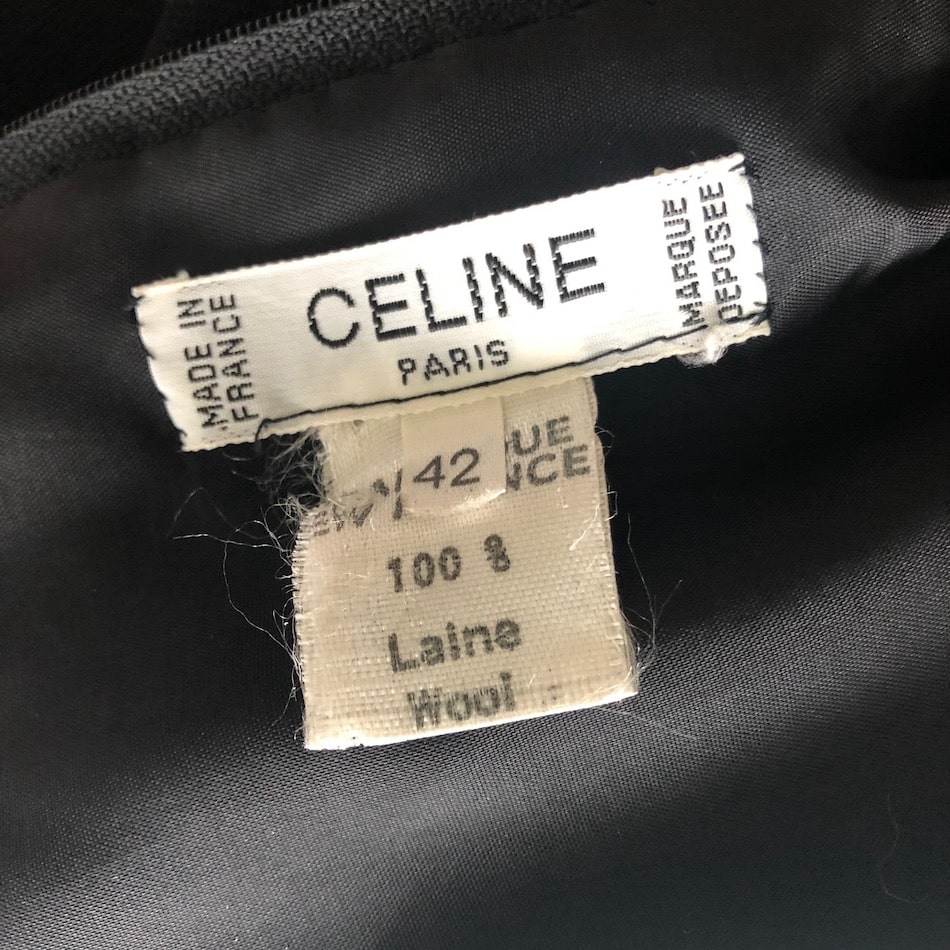 MADE IN
FRANCE
CELINE
PARIS
MARQUE
DEPOSEE
42
100 %
Laine
Wool